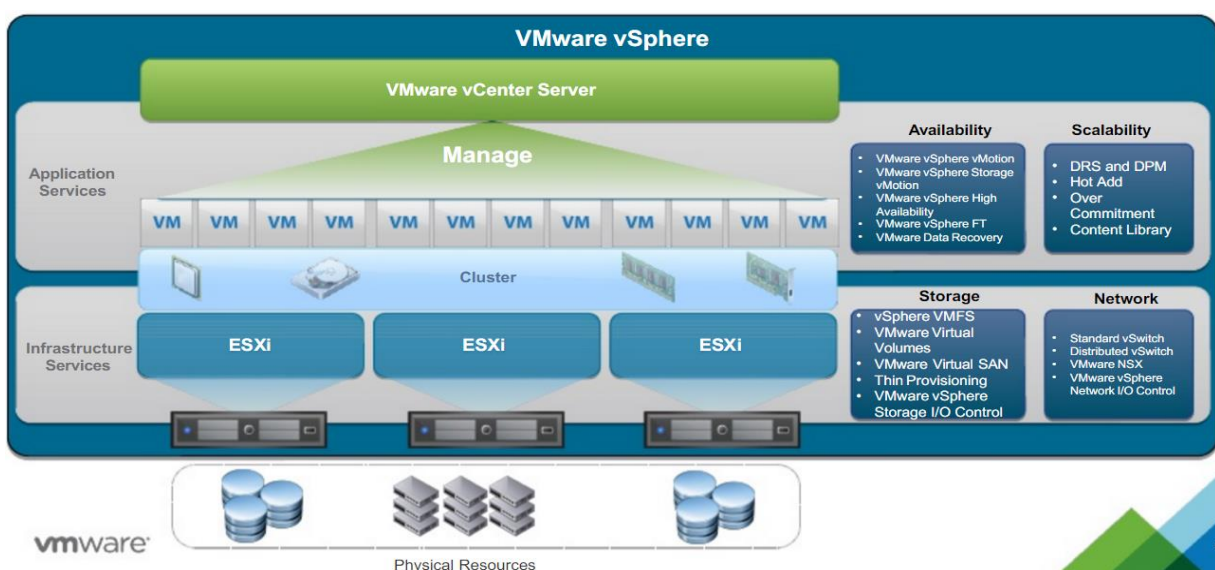 VMware vSphere
VMware vCenter Server
Manage
Application
Services
VM VM VM VM VM VM VM VM VM VM VM VM
Cluster
Availability
• VMware vSphere vMotion
• VMware vSphere Storage
vMotion
• VMware vSphere High
Availability
• VMware vSphere FT
• VMware Data Recovery
Scalability
• DRS and DPM
• Hot Add
• Over
Commitment
• Content Library
Infrastructure
Services
ESXi ESXi ESXi
Storage
• vSphere VMFS
• VMware Virtual
Volumes
• VMware Virtual SAN
• Thin Provisioning
• VMware vSphere
Storage I/O Control
Network
• Standard vSwitch
• Distributed vSwitch
• VMware NSX
• VMware vSphere
Network I/O Control
vmware
Physical Resources